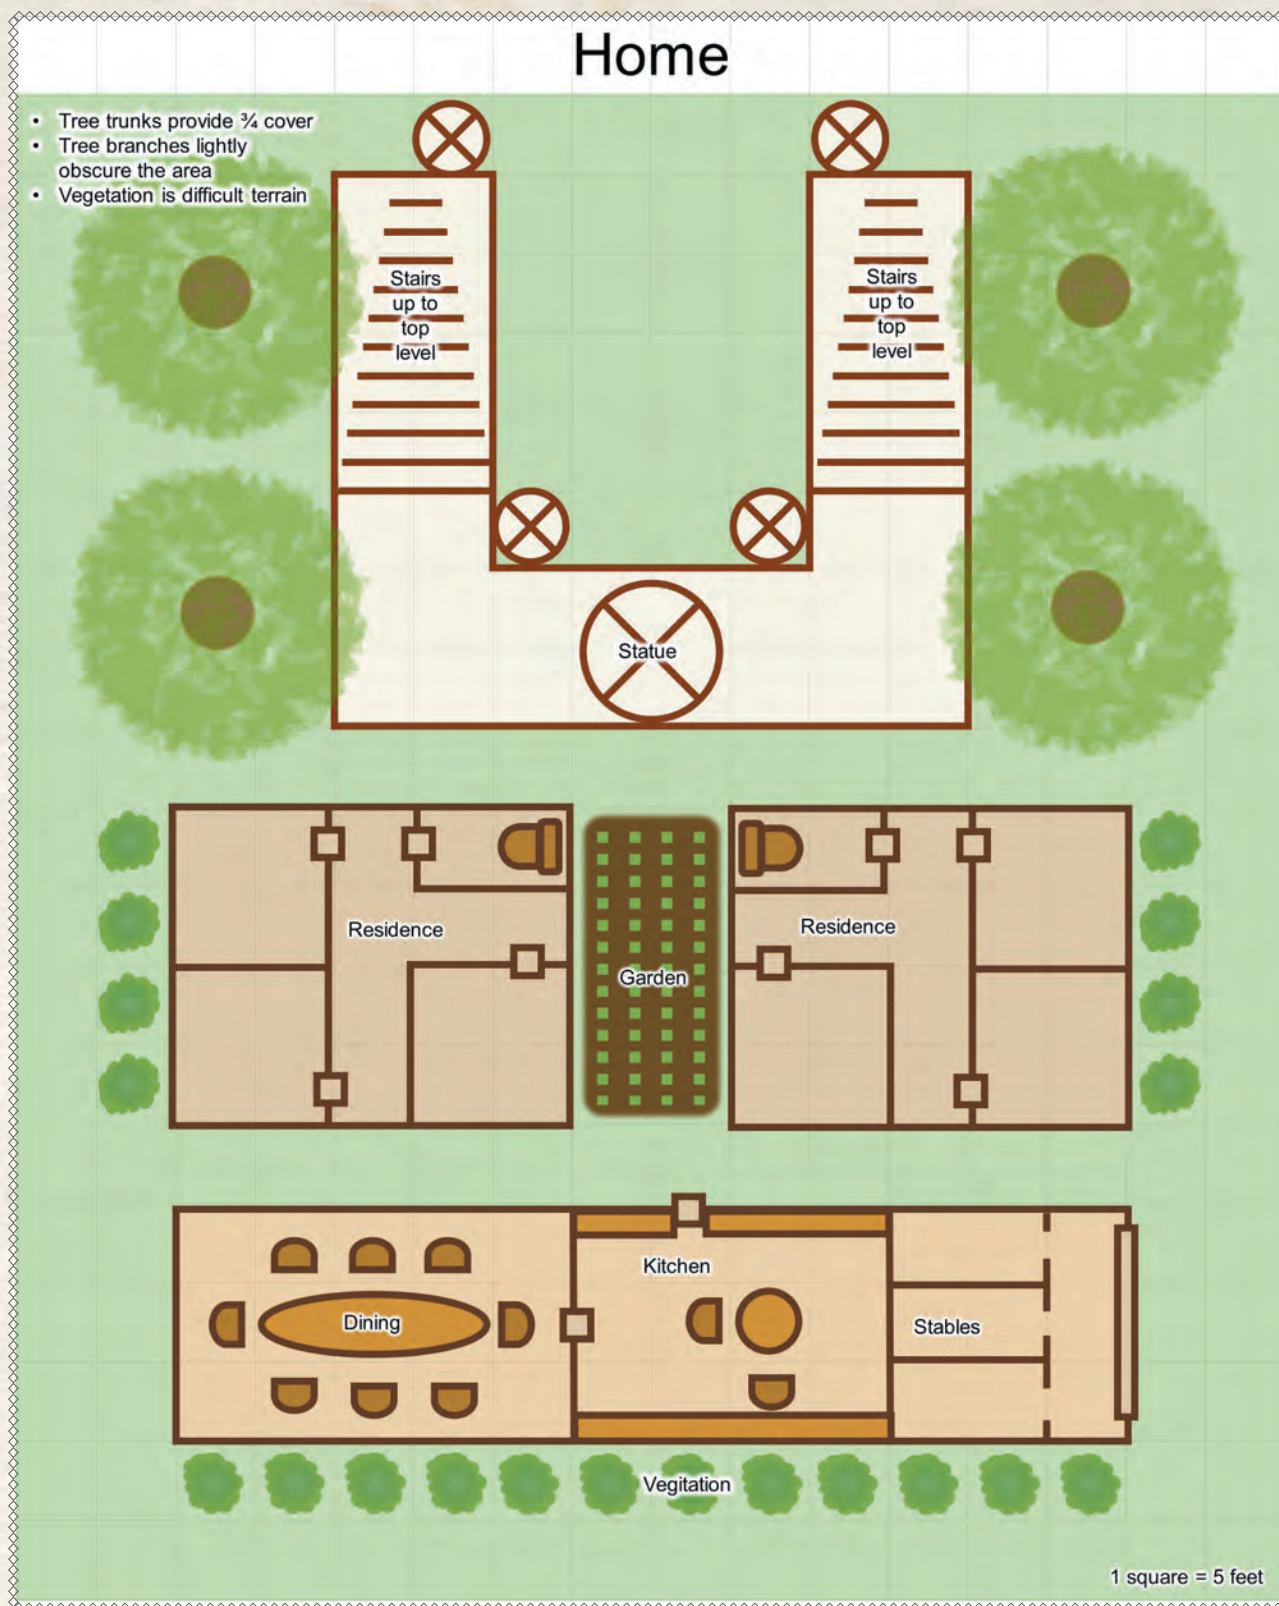 Home
• Tree trunks provide ¾ cover
• Tree branches lightly
obscure the area
• Vegetation is difficult terrain
Stairs
up to
top
level
Stairs
up to
top
level
Statue
Residence
Residence
Garden
Kitchen
Dining
Stables
Vegitation
1 square = 5 feet